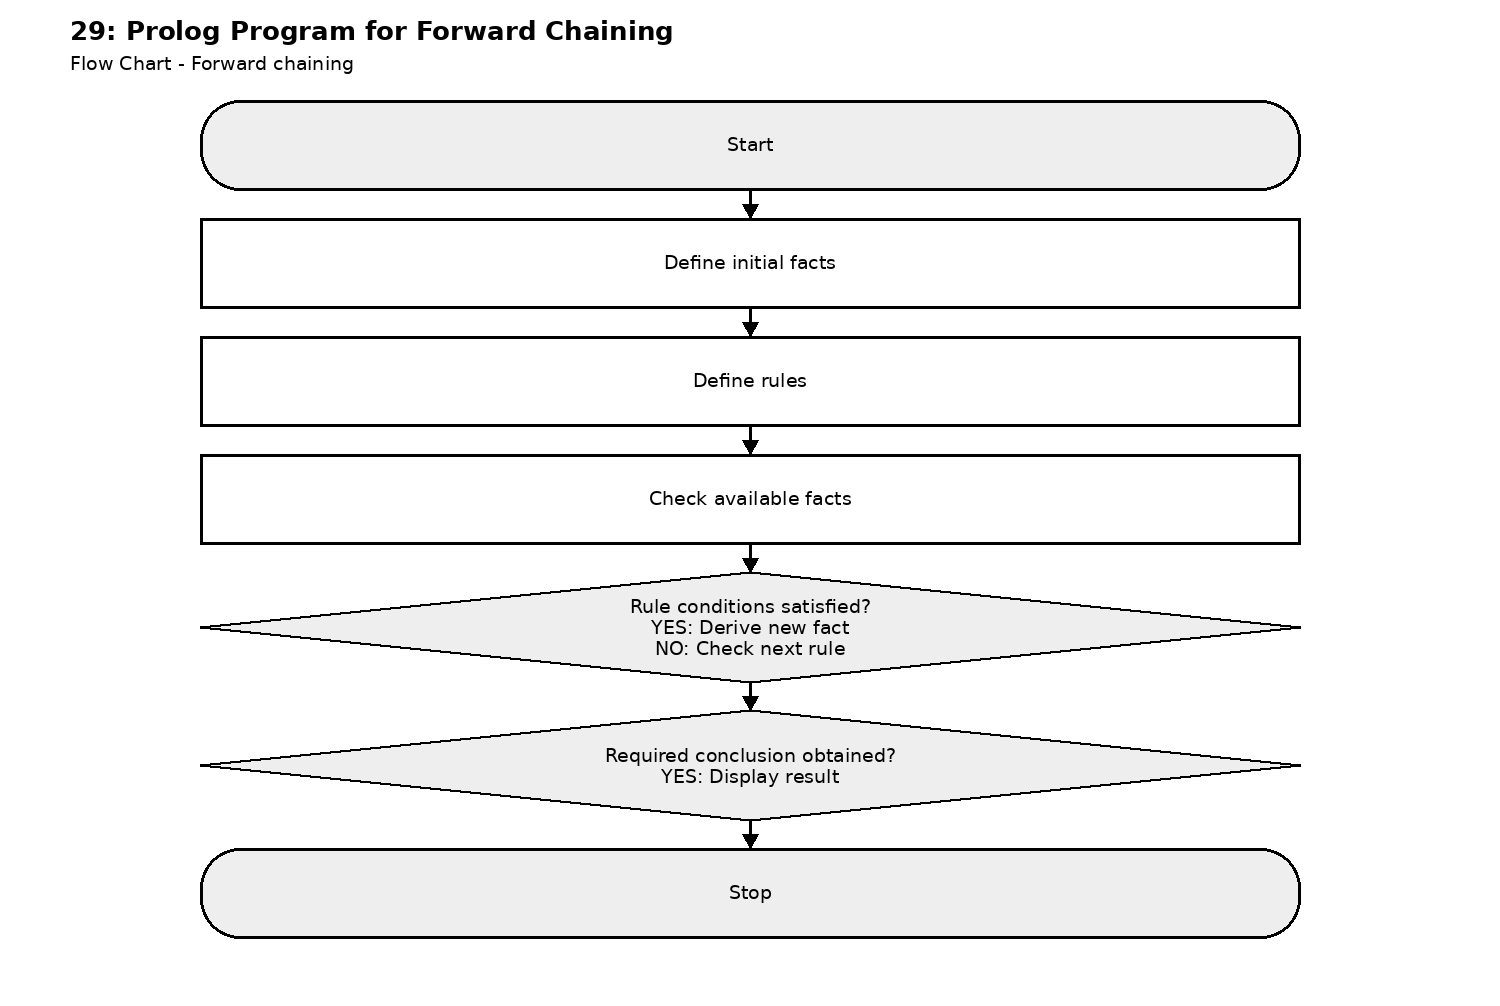 29: Prolog Program for Forward Chaining
Flow Chart - Forward chaining
Start
Define initial facts
Define rules
Check available facts
Rule conditions satisfied?
YES: Derive new fact
NO: Check next rule
Required conclusion obtained?
YES: Display result
Stop